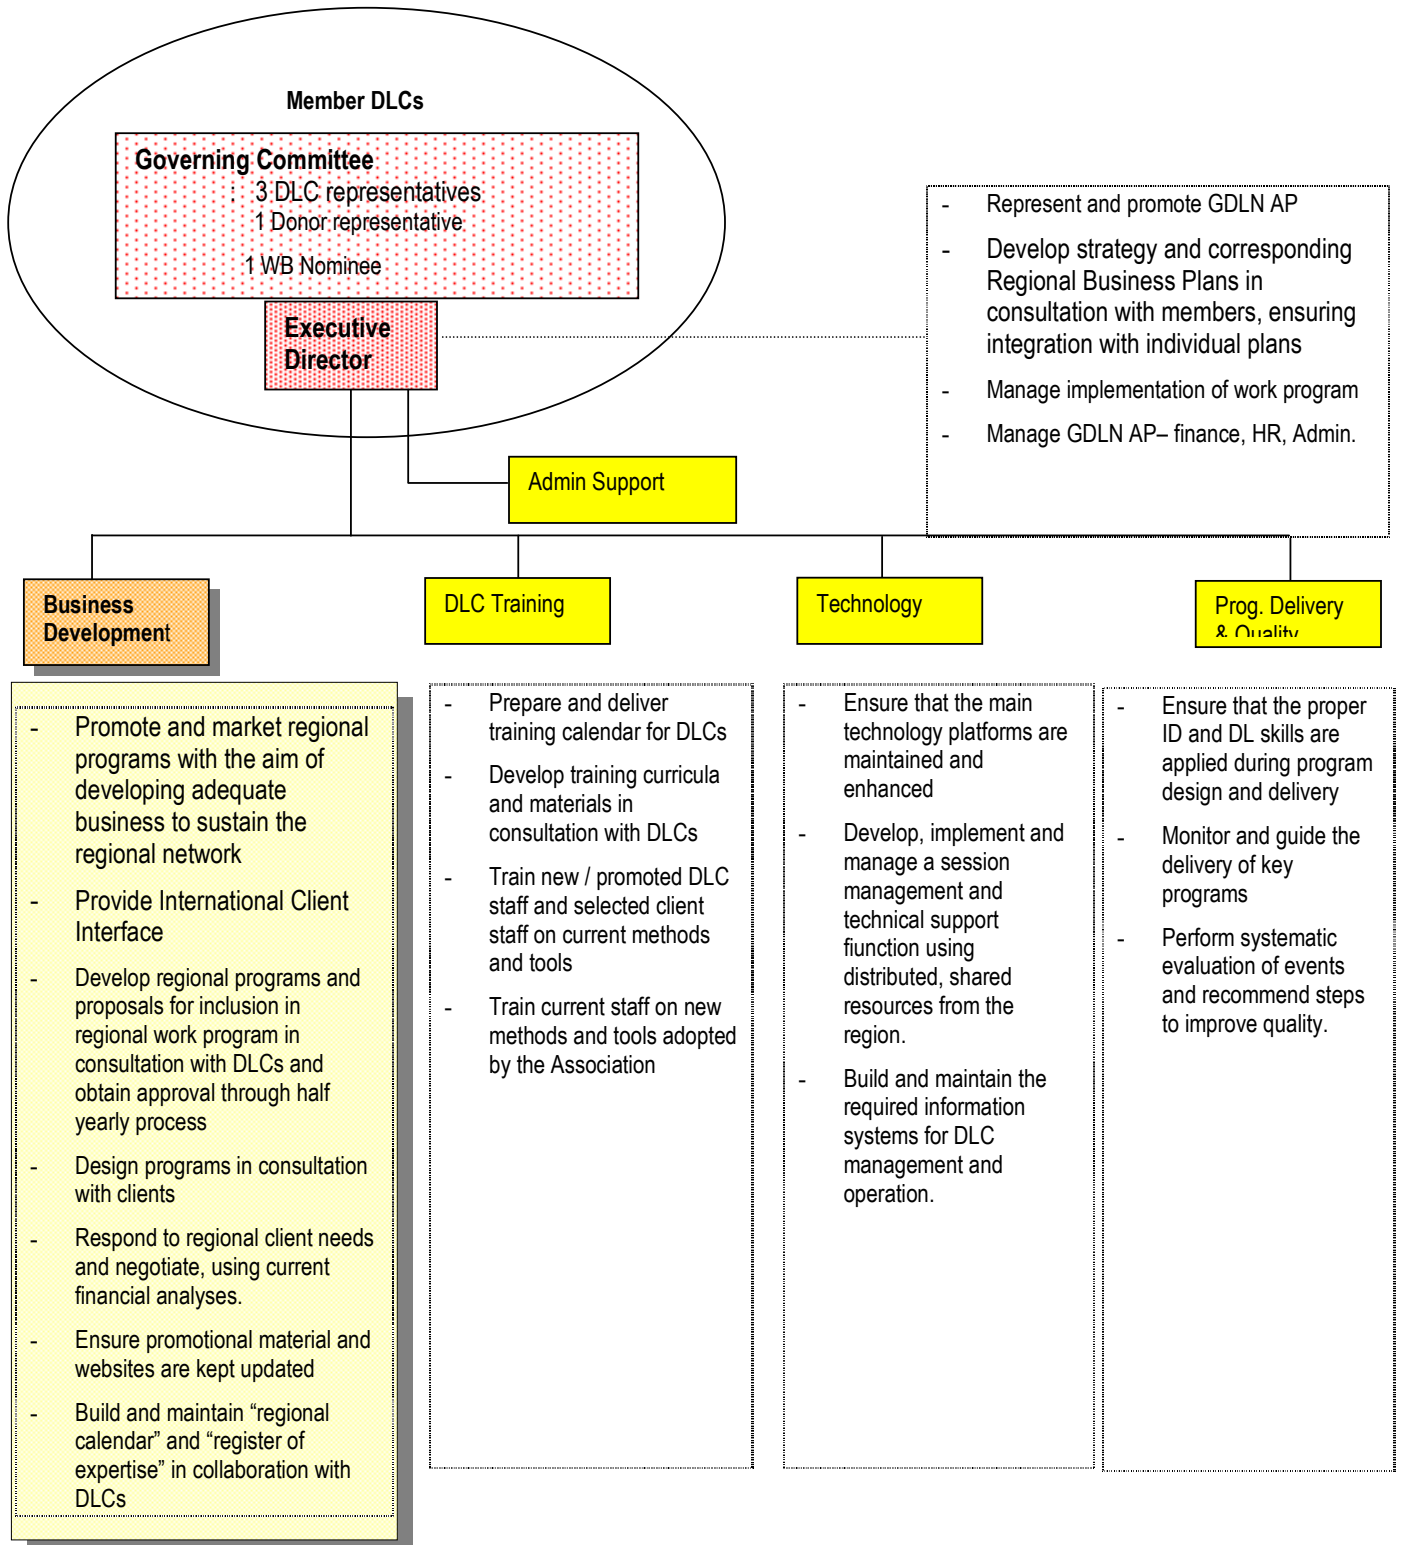 Member DLCs
Governing Committee
: 3 DLC representatives
1 Donor representative
1 WB Nominee
Executive
Director
- Represent and promote GDLN AP
- Develop strategy and corresponding
Regional Business Plans in
consultation with members, ensuring
integration with individual plans
- Manage implementation of work program
- Manage GDLN AP– finance, HR, Admin.
Admin Support
Business
Development
DLC Training
Technology
Prog. Delivery
& Quality
- Promote and market regional
programs with the aim of
developing adequate
business to sustain the
regional network
- Provide International Client
Interface
- Develop regional programs and
proposals for inclusion in
regional work program in
consultation with DLCs and
obtain approval through half
yearly process
- Design programs in consultation
with clients
- Respond to regional client needs
and negotiate, using current
financial analyses.
- Ensure promotional material and
websites are kept updated
- Build and maintain “regional
calendar” and “register of
expertise” in collaboration with
DLCs
- Prepare and deliver
training calendar for DLCs
- Develop training curricula
and materials in
consultation with DLCs
- Train new / promoted DLC
staff and selected client
staff on current methods
and tools
- Train current staff on new
methods and tools adopted
by the Association
- Ensure that the main
technology platforms are
maintained and
enhanced
- Develop, implement and
manage a session
management and
technical support
fiunction using
distributed, shared
resources from the
region.
- Build and maintain the
required information
systems for DLC
management and
operation.
- Ensure that the proper
ID and DL skills are
applied during program
design and delivery
- Monitor and guide the
delivery of key
programs
- Perform systematic
evaluation of events
and recommend steps
to improve quality.